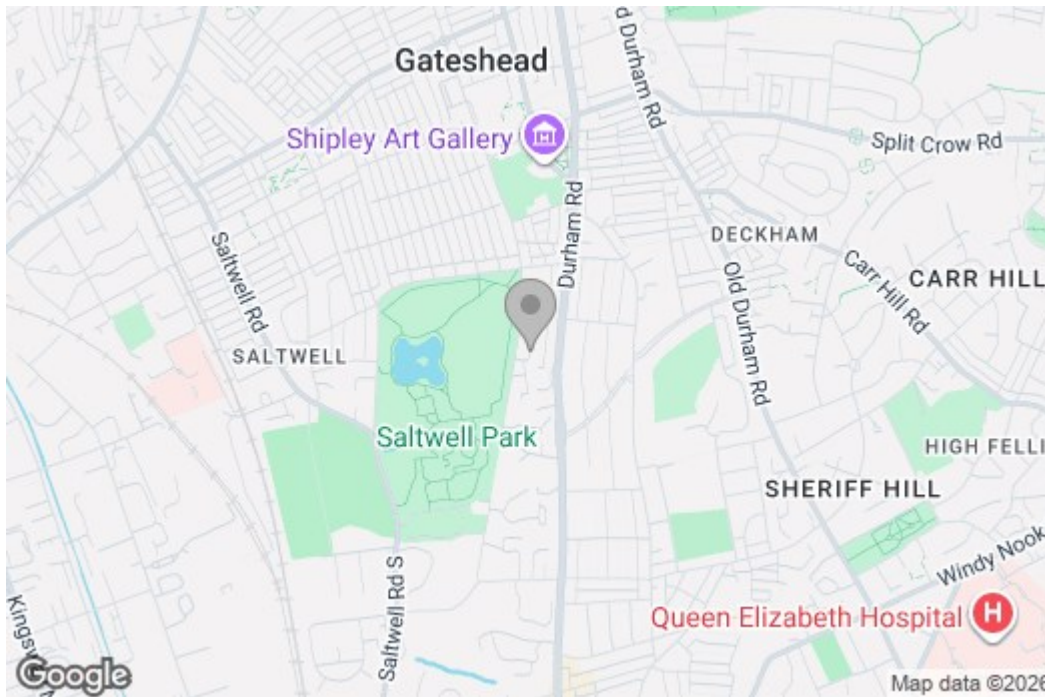 Gateshead
d Durham Rd
Shipley Art Gallery
Split Crow Rd
Durham Rd
DECKHAM
Saltwell Rd
Old Durham Rd
Carr Hill Rd
CARR HILL
SALTWELL
Saltwell Park
HIGH FELLI
SHERIFF HILL
Saltwell Rd S
Windy Nook
Kingsw
Queen Elizabeth Hospital
H
Google
Map data ©2026